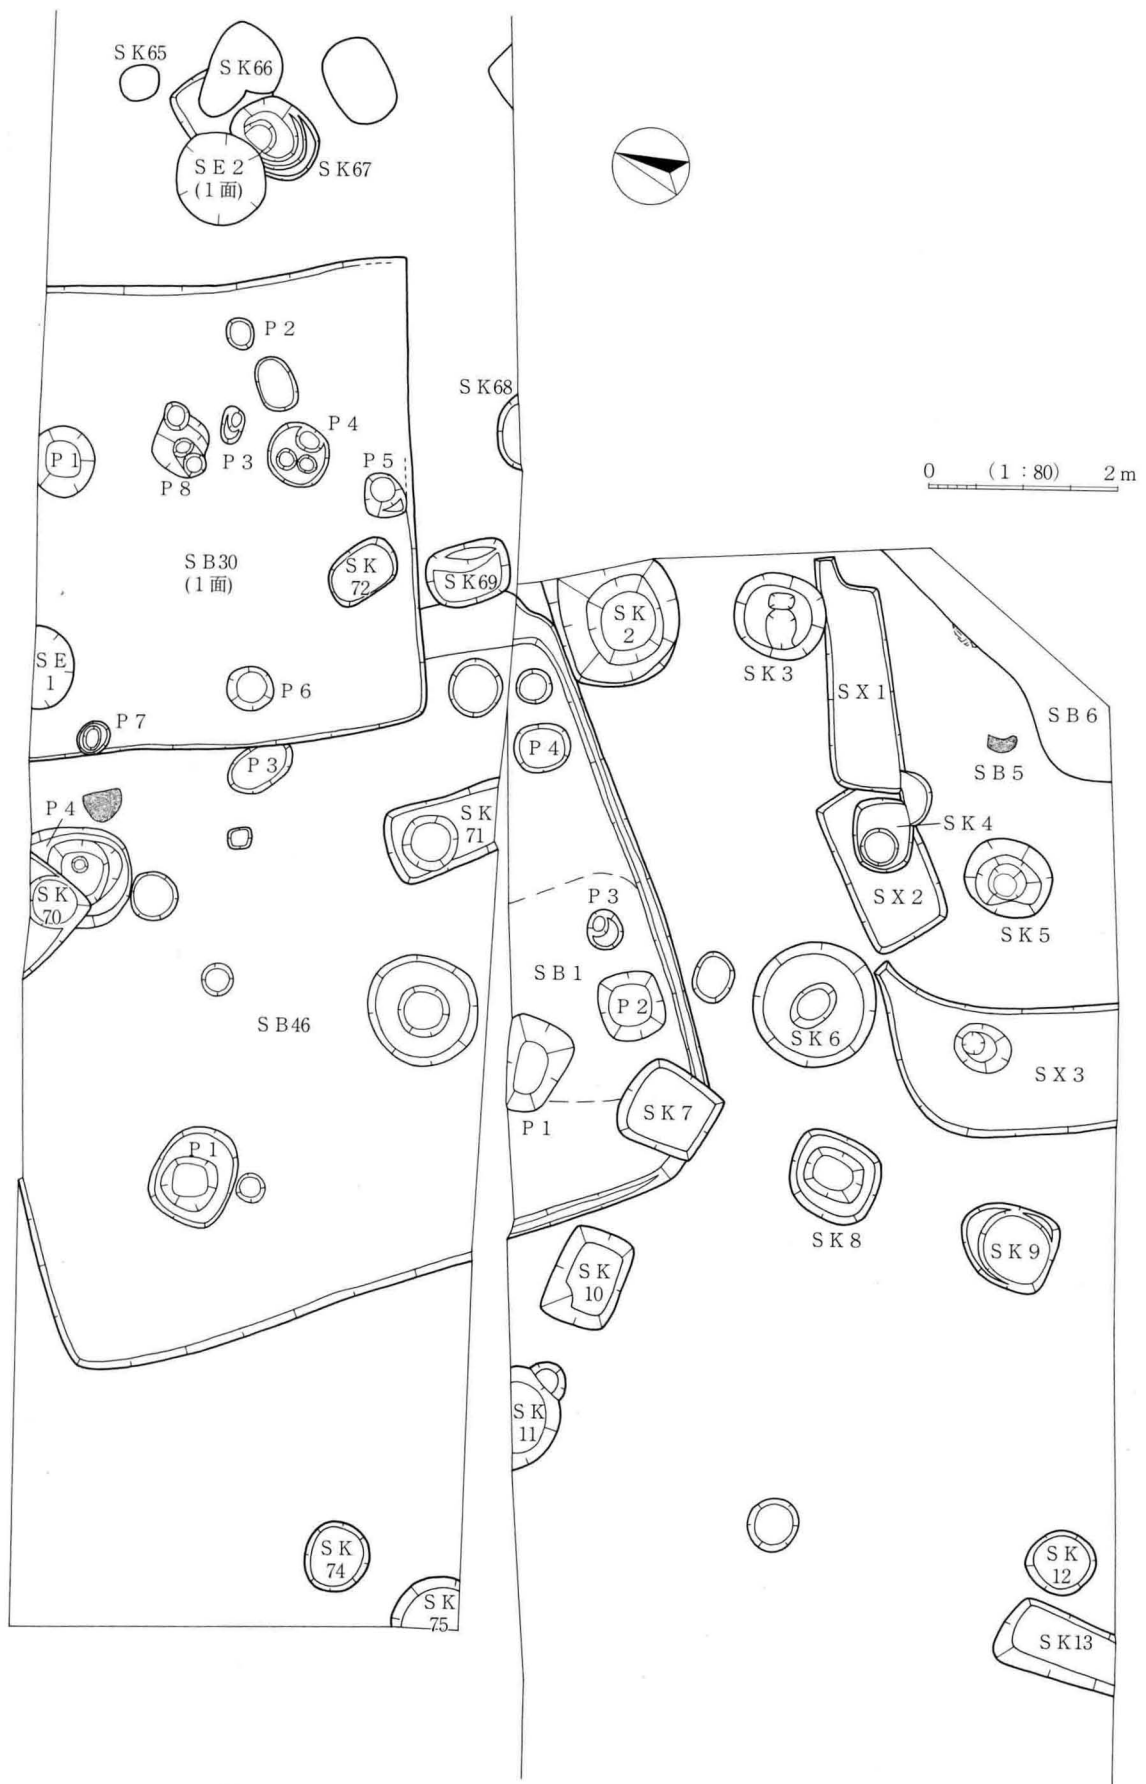 SK65
SK66
SK67
SE2
(1面)
P2
SK68
P4
P3
P1
P8
P5
0 (1:80) 2m
SB30
(1面)
SK
72
SK69
SK
2
SK3
SX1
SB6
SE
1
P6
P7
P3
P4
SB5
P4
SK
71
SK4
SK
70
SX2
SK5
P3
SB1
P2
SB46
SK6
SX3
P1
SK7
P1
SK8
SK9
SK
10
SK
11
SK
74
SK
75
SK
12
SK13